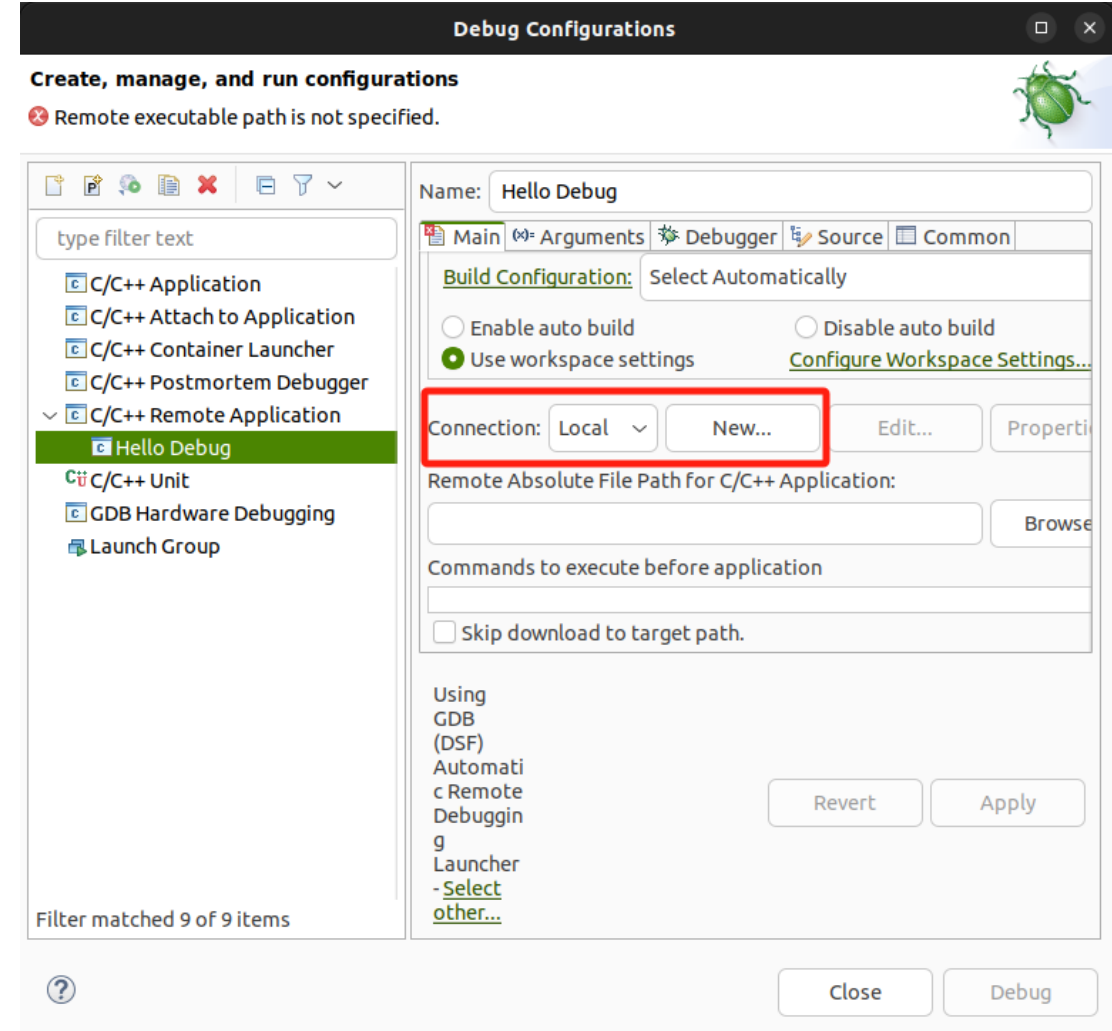 Debug Configurations
Create, manage, and run configurations
Remote executable path is not specified.
type filter text
C/C++ Application
C/C++ Attach to Application
C/C++ Container Launcher
C/C++ Postmortem Debugger
C/C++ Remote Application
Hello Debug
C/C++ Unit
GDB Hardware Debugging
Launch Group
Filter matched 9 of 9 items
Name: Hello Debug
Main (x)= Arguments Debugger Source Common
Build Configuration: Select Automatically
Enable auto build Disable auto build
Use workspace settings Configure Workspace Settings...
Connection: Local New... Edit... Properti
Remote Absolute File Path for C/C++ Application:
Browse
Commands to execute before application
Skip download to target path.
Using
GDB
(DSF)
Automati
c Remote
Debuggin
g
Launcher
- Select
other...
Revert Apply
Close Debug